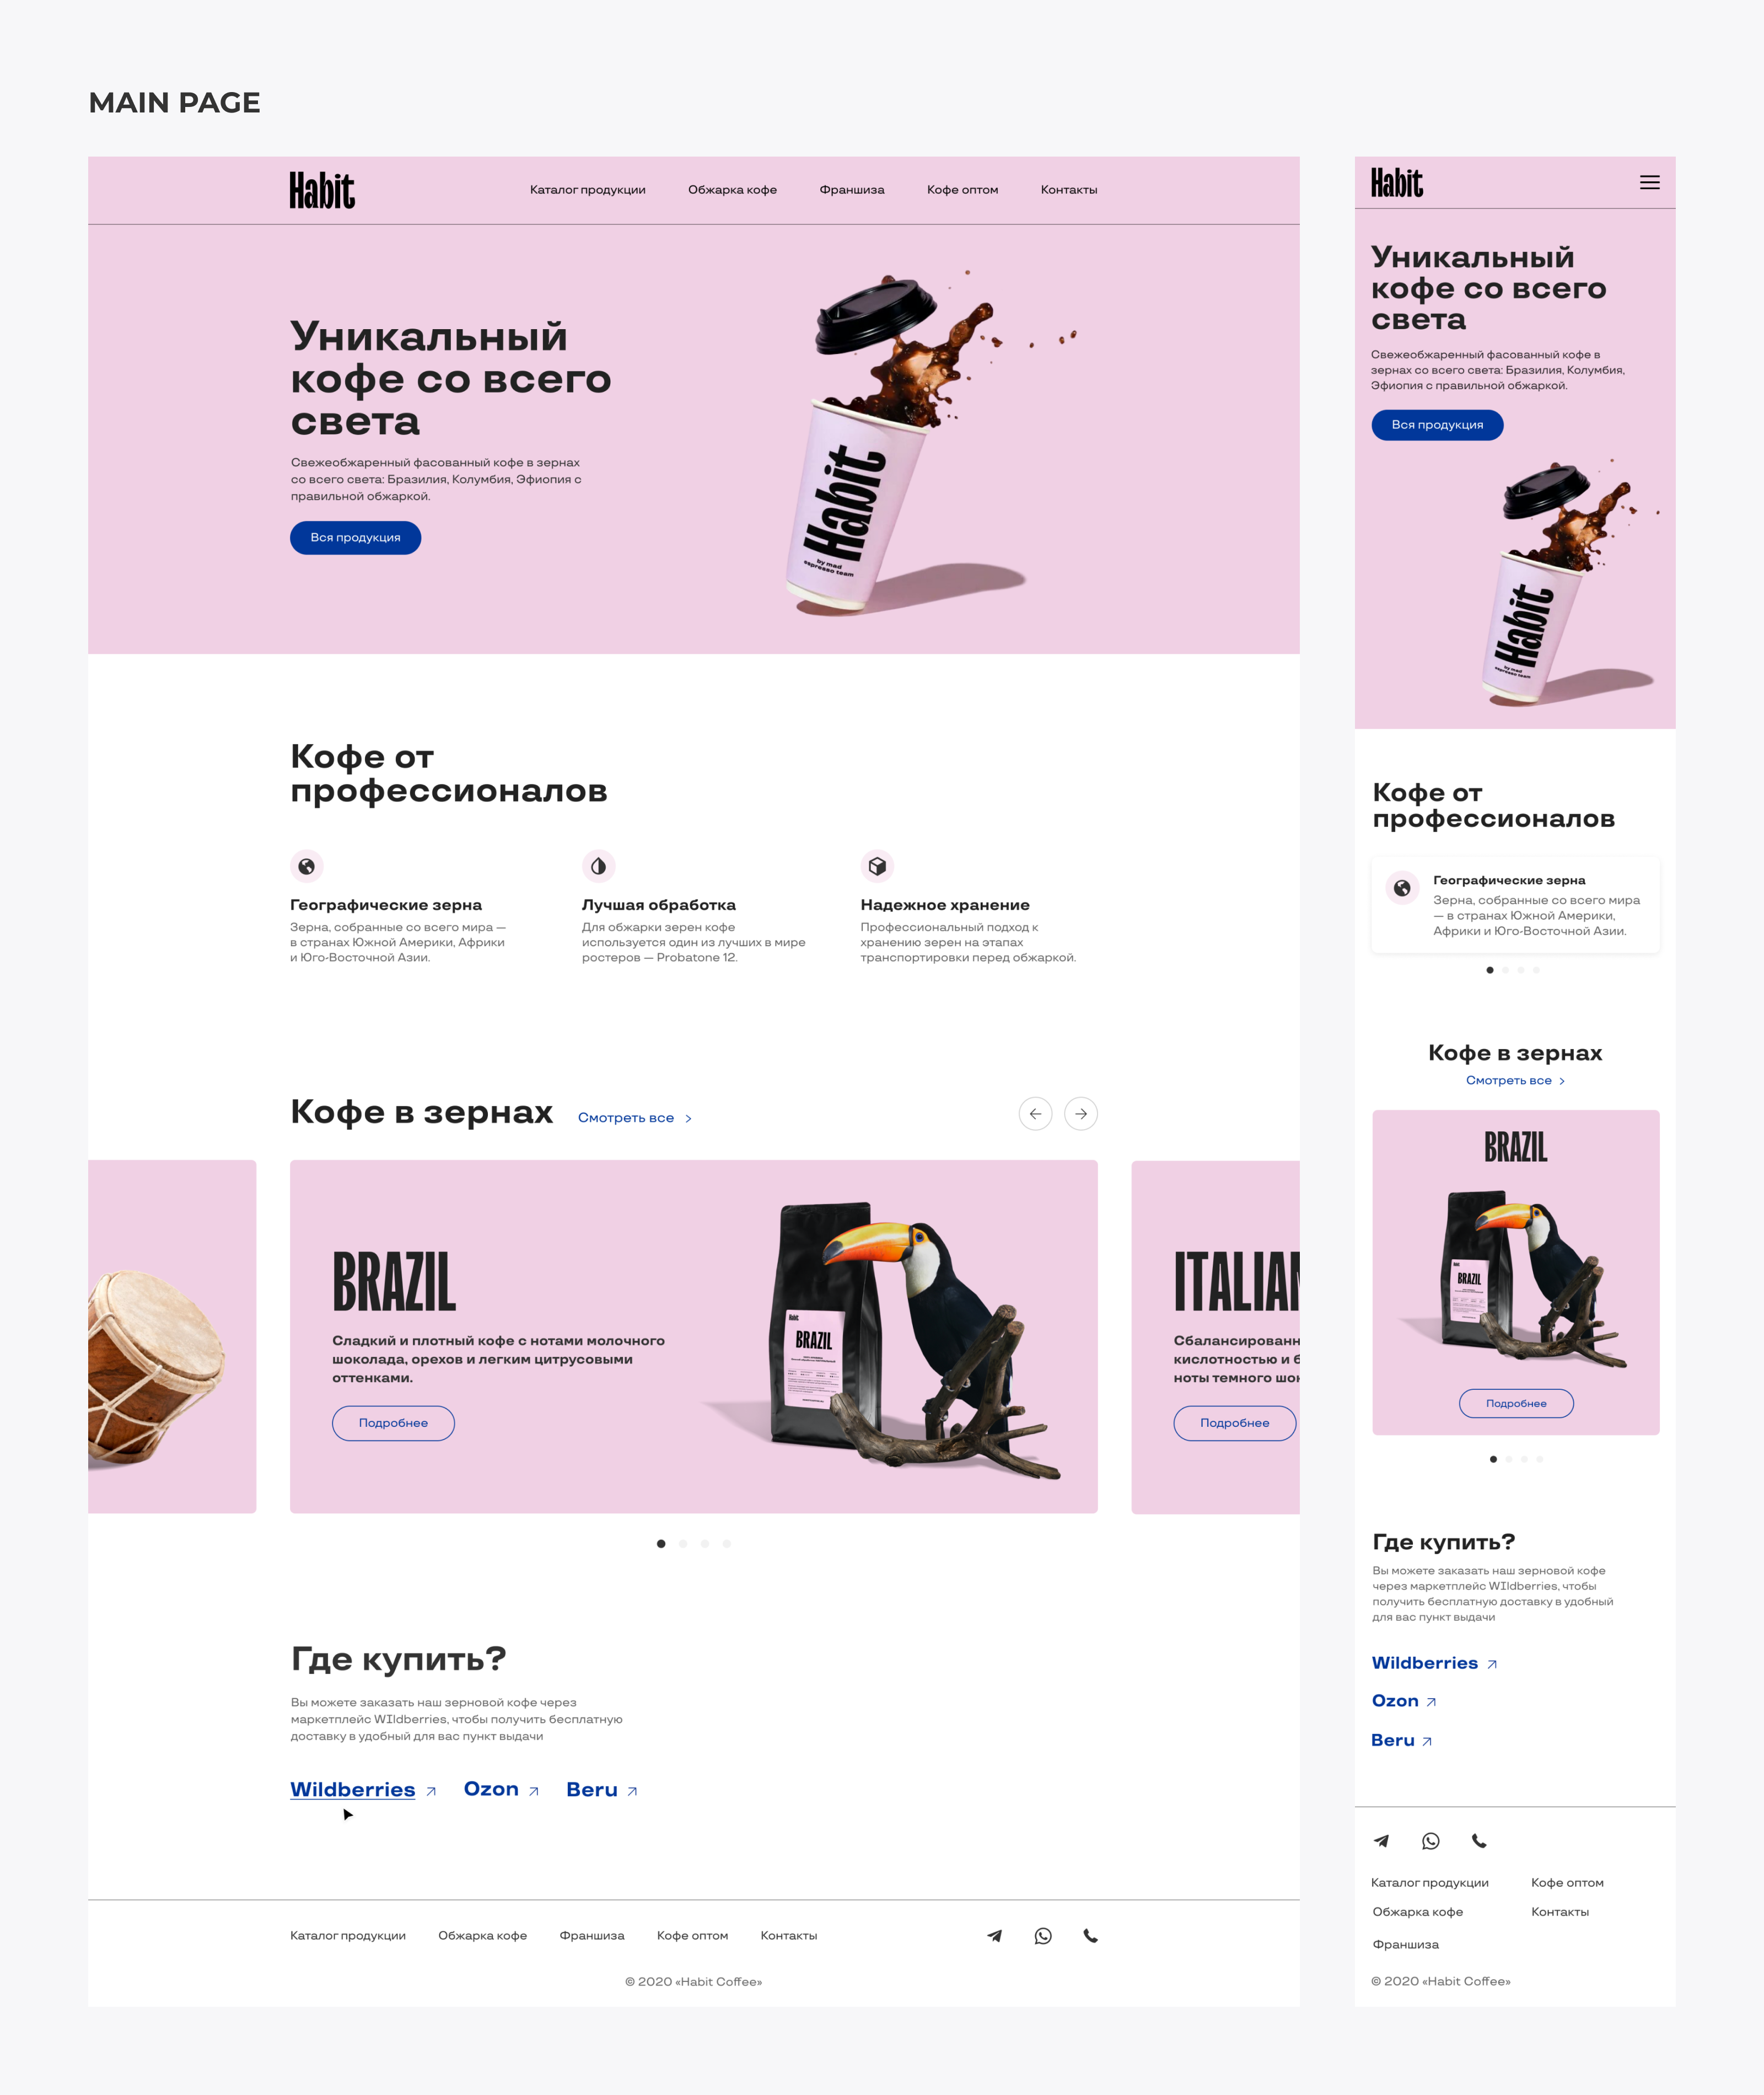 MAIN PAGE
Habit
Каталог продукции
Обжарка кофе
Франшиза
Кофе оптом
Контакты
Уникальный
кофе со всего
света
Свежеобжаренный фасованный кофе в зернах
со всего света: Бразилия, Колумбия, Эфиопия с
правильной обжаркой.
Вся продукция
Habit
by mad
espresso team
Кофе от
профессионалов
Географические зерна
Зерна, собранные со всего мира —
в странах Южной Америки, Африки
и Юго-Восточной Азии.
Лучшая обработка
Для обжарки зерен кофе
используется один из лучших в мире
ростеров — Probatone 12.
Надежное хранение
Профессиональный подход к
хранению зерен на этапах
транспортировки перед обжаркой.
Кофе в зернах
Смотреть все
BRAZIL
Сладкий и плотный кофе с нотами молочного
шоколада, орехов и легким цитрусовыми
оттенками.
Подробнее
Habit
BRAZIL
ITALIAN
Сбалансированн
кислотностью и б
ноты темного шок
Подробнее
Где купить?
Вы можете заказать наш зерновой кофе через
маркетплейс WIldberries, чтобы получить бесплатную
доставку в удобный для вас пункт выдачи
Wildberries
Ozon
Beru
Каталог продукции
Обжарка кофе
Франшиза
Кофе оптом
Контакты
© 2020 «Habit Coffee»
Habit
Уникальный
кофе со всего
света
Свежеобжаренный фасованный кофе в
зернах со всего света: Бразилия, Колумбия,
Эфиопия с правильной обжаркой.
Вся продукция
Habit
by mad
espresso team
Кофе от
профессионалов
Географические зерна
Зерна, собранные со всего мира
— в странах Южной Америки,
Африки и Юго-Восточной Азии.
Кофе в зернах
Смотреть все
BRAZIL
Habit
BRAZIL
Подробнее
Где купить?
Вы можете заказать наш зерновой кофе
через маркетплейс WIldberries, чтобы
получить бесплатную доставку в удобный
для вас пункт выдачи
Wildberries
Ozon
Beru
Каталог продукции
Кофе оптом
Обжарка кофе
Контакты
Франшиза
© 2020 «Habit Coffee»